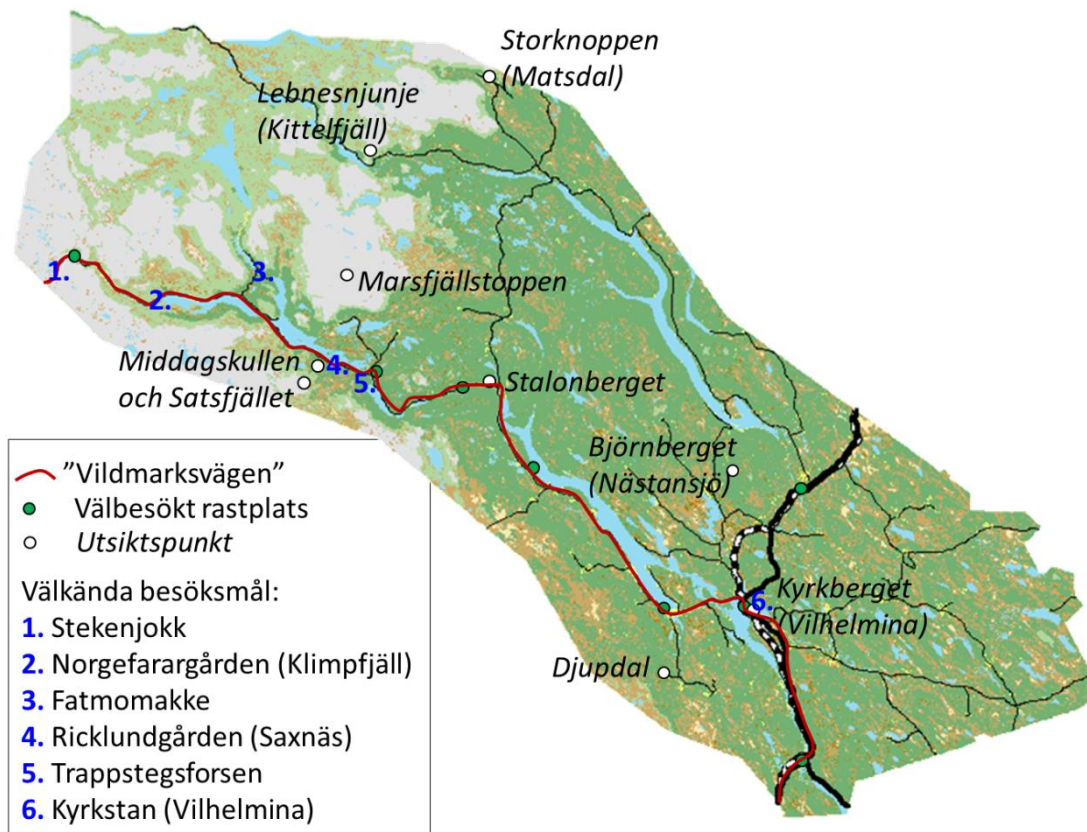 Storknoppen
(Matsdal)
Lebnesnjunje
(Kittelfjäll)
1.
3.
Marsfjällstoppen
2.
Middagskullen
och Satsfjället
4.
5.
Stalonberget
Björnberget
(Nästansjö)
6.
Kyrkberget
(Vilhelmina)
Djupdal
”Vildmarksvägen”
Välbesökt rastplats
Utsiktspunkt
Välkända besöksmål:
1. Stekenjokk
2. Norgefarargården (Klimpfjäll)
3. Fatmomakke
4. Ricklundgården (Saxnäs)
5. Trappstegsforsen
6. Kyrkstan (Vilhelmina)